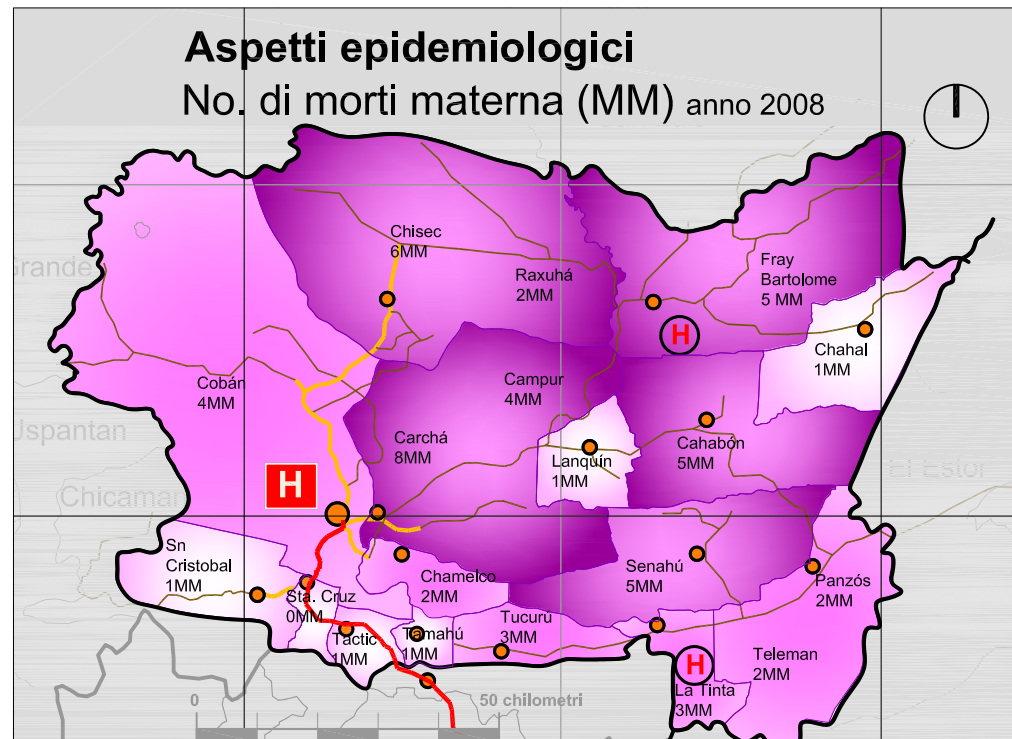 Aspetti epidemiologici
No. di morti materna (MM) anno 2008
Chisec
6MM
Raxuhá
2MM
Fray
Bartolome
5 MM
Grande
H
Chahal
1MM
Cobán
4MM
Campur
4MM
Uspantan
Carchá
8MM
Cahabón
5MM
Lanquín
1MM
El Estor
H
Chicaman
Sn
Cristobal
1MM
Chamelco
2MM
Senahú
5MM
Panzós
2MM
Sta. Cruz
0MM
Tactic
1MM
Tamahú
1MM
Tucurú
3MM
Teleman
2MM
H
La Tinta
3MM
0
50 chilometri